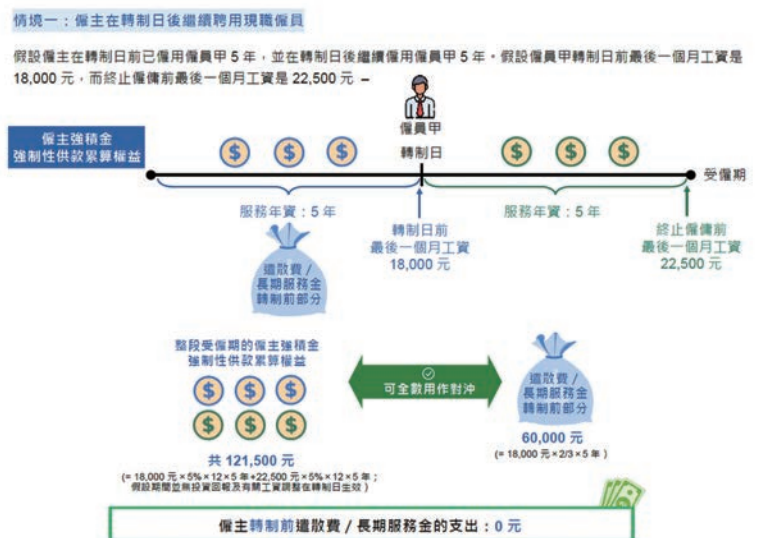 情境一：僱主在轉制日後繼續聘用現職僱員
假設僱主在轉制日前已僱用僱員甲 5 年，並在轉制日後繼續僱用僱員甲 5 年。假設僱員甲轉制日前最後一個月工資是
18,000 元，而終止僱傭前最後一個月工資是 22,500 元 –
僱員甲
僱主強積金
強制性供款累算權益
轉制日
受僱期
服務年資：5 年
服務年資：5 年
轉制日前
最後一個月工資
18,000 元
終止僱傭前
最後一個月工資
22,500 元
遣散費 /
長期服務金
轉制前部分
整段受僱期的僱主強積金
強制性供款累算權益
可全數用作對沖
遣散費 /
長期服務金
轉制前部分
共 121,500 元
(= 18,000 元×5%×12×5 年+22,500 元×5%×12×5 年；
假設期間並無投資回報及有關工資調整在轉制日生效)
60,000 元
(= 18,000 元×2/3×5 年)
僱主轉制前遣散費 / 長期服務金的支出：0 元